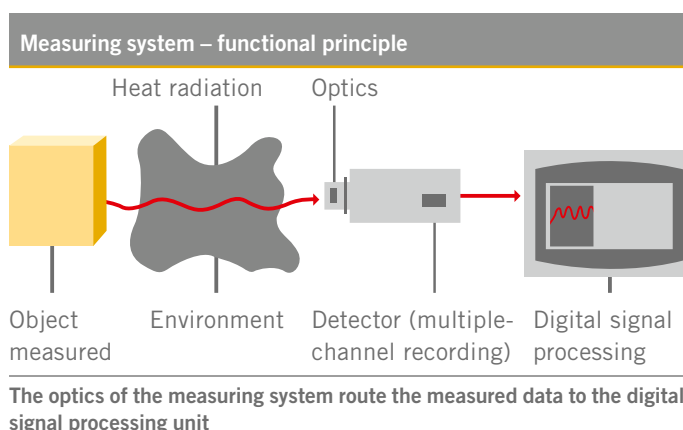 Measuring system – functional principle
Heat radiation
Optics
Object
measured
Environment
Detector (multiple-
channel recording)
Digital signal
processing
The optics of the measuring system route the measured data to the digital
signal processing unit